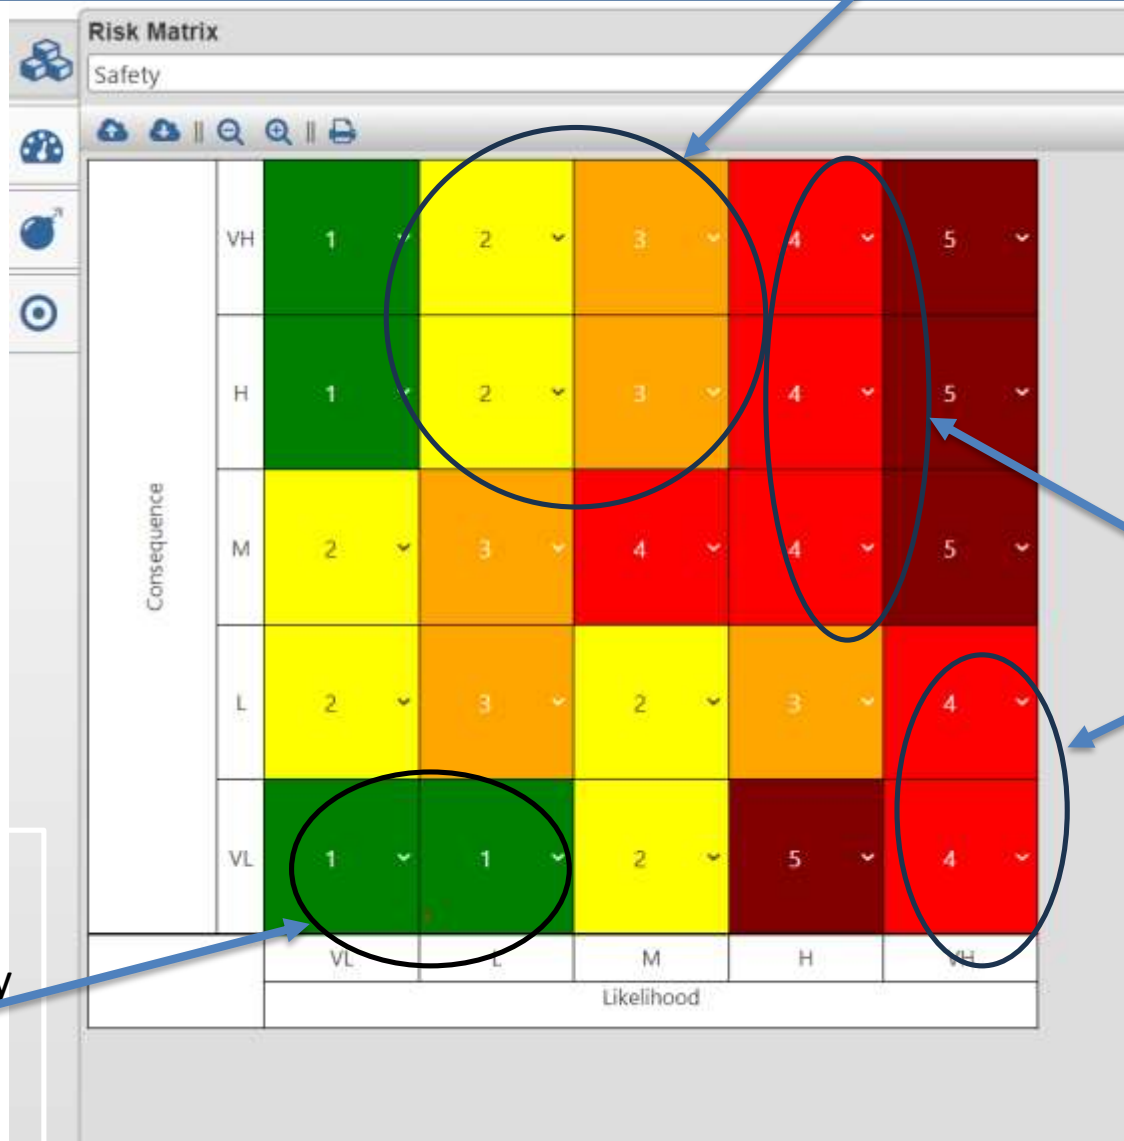 Risk Matrix
Safety
Consequence
VH 1 2 3 4 5
H 1 2 3 4 5
M 2 3 4 4 5
L 2 3 2 3 4
VL 1 1 2 5 4
VL L M H VH
Likelihood